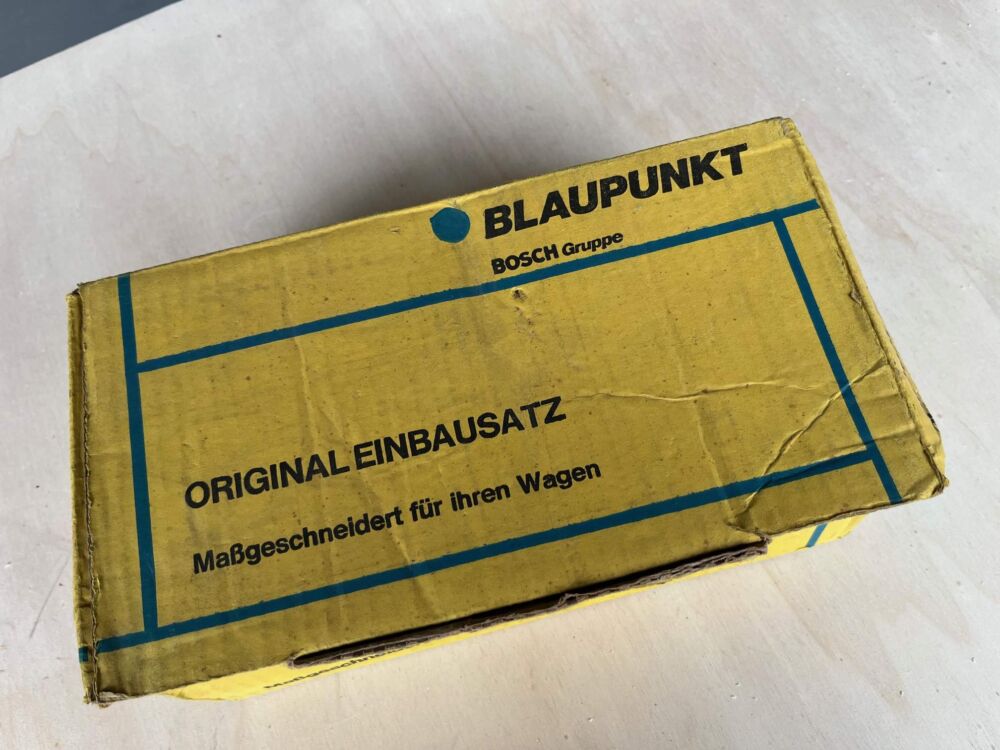 BLAUPUNKT
BOSCH Gruppe
ORIGINAL EINBAUSATZ
Maßgeschneidert für ihren Wagen